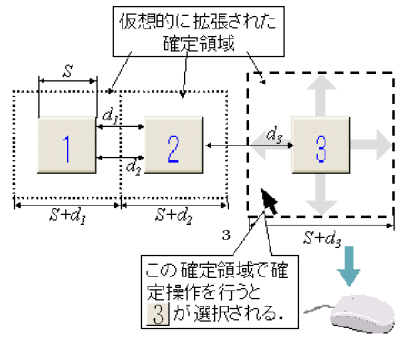 仮想的に拡張された
確定領域
S
d₁
d₃
1
2
3
d₂
S+d₁
S+d₂
3
S+d₃
この確定領域で確
定操作を行うと
3 が選択される.